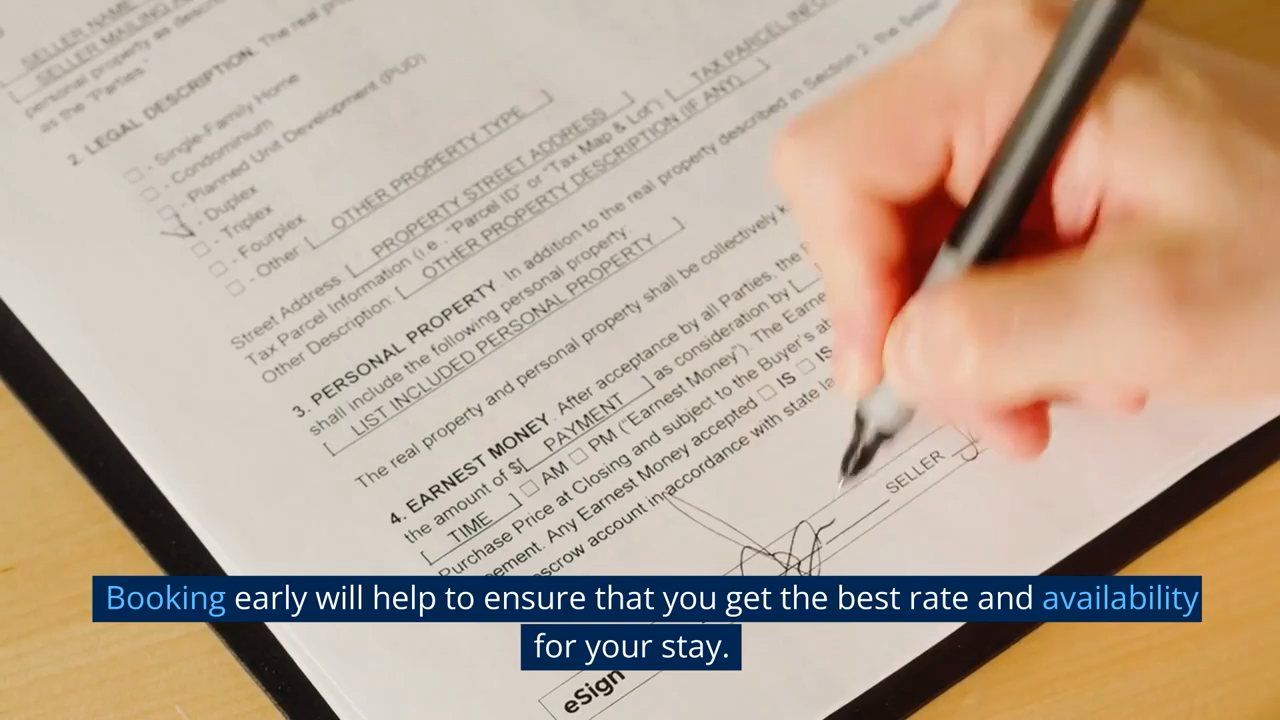 SELLER NAME
SELLER MAILING
personal property as
as the "Parties."
2. LEGAL DESCRIPTION. The real
- Single-Family Home
- Condominium
- Planned Unit Development (PUD)
- Duplex
- Triplex
- Fourplex
- Other [ OTHER PROPERTY TYPE ]
Street Address [ PROPERTY STREET ADDRESS ]
Tax Parcel Information (i.e., "Parcel ID" or "Tax Map & Lot") [ TAX PARCEL
Other Description. [ OTHER PROPERTY DESCRIPTION (IF ANY) ]
3. PERSONAL PROPERTY. In addition to the real property described in Section 2, the
shall include the following personal property:
[ LIST INCLUDED PERSONAL PROPERTY ]
The real property and personal property shall be collectively
4. EARNEST MONEY. After acceptance by all Parties, the
the amount of $[ PAYMENT ] as consideration by [
[ TIME ] ☐ AM ☐ PM ("Earnest Money"). The
Purchase Price at Closing and subject to the Buyer's
Any Earnest Money accepted ☐ IS ☐ IS
account in accordance with state
SELLER
eSign
Booking early will help to ensure that you get the best rate and availability
for your stay.